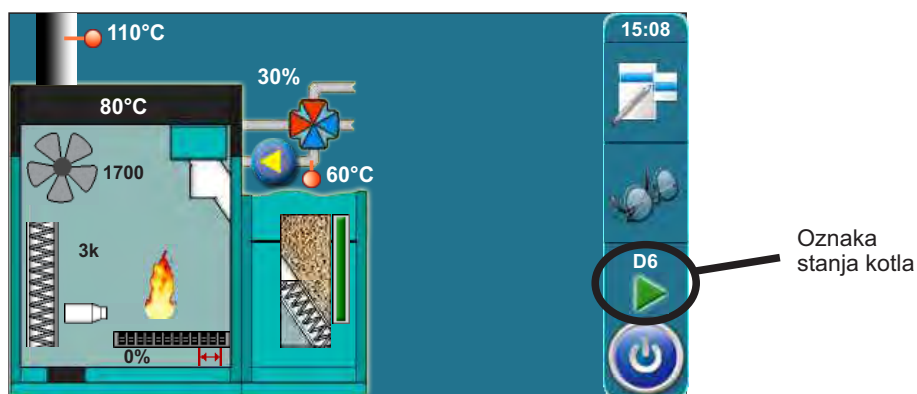 110°C
15:08
30%
80°C
1700
60°C
3k
D6
Oznaka
stanja kotla
0%